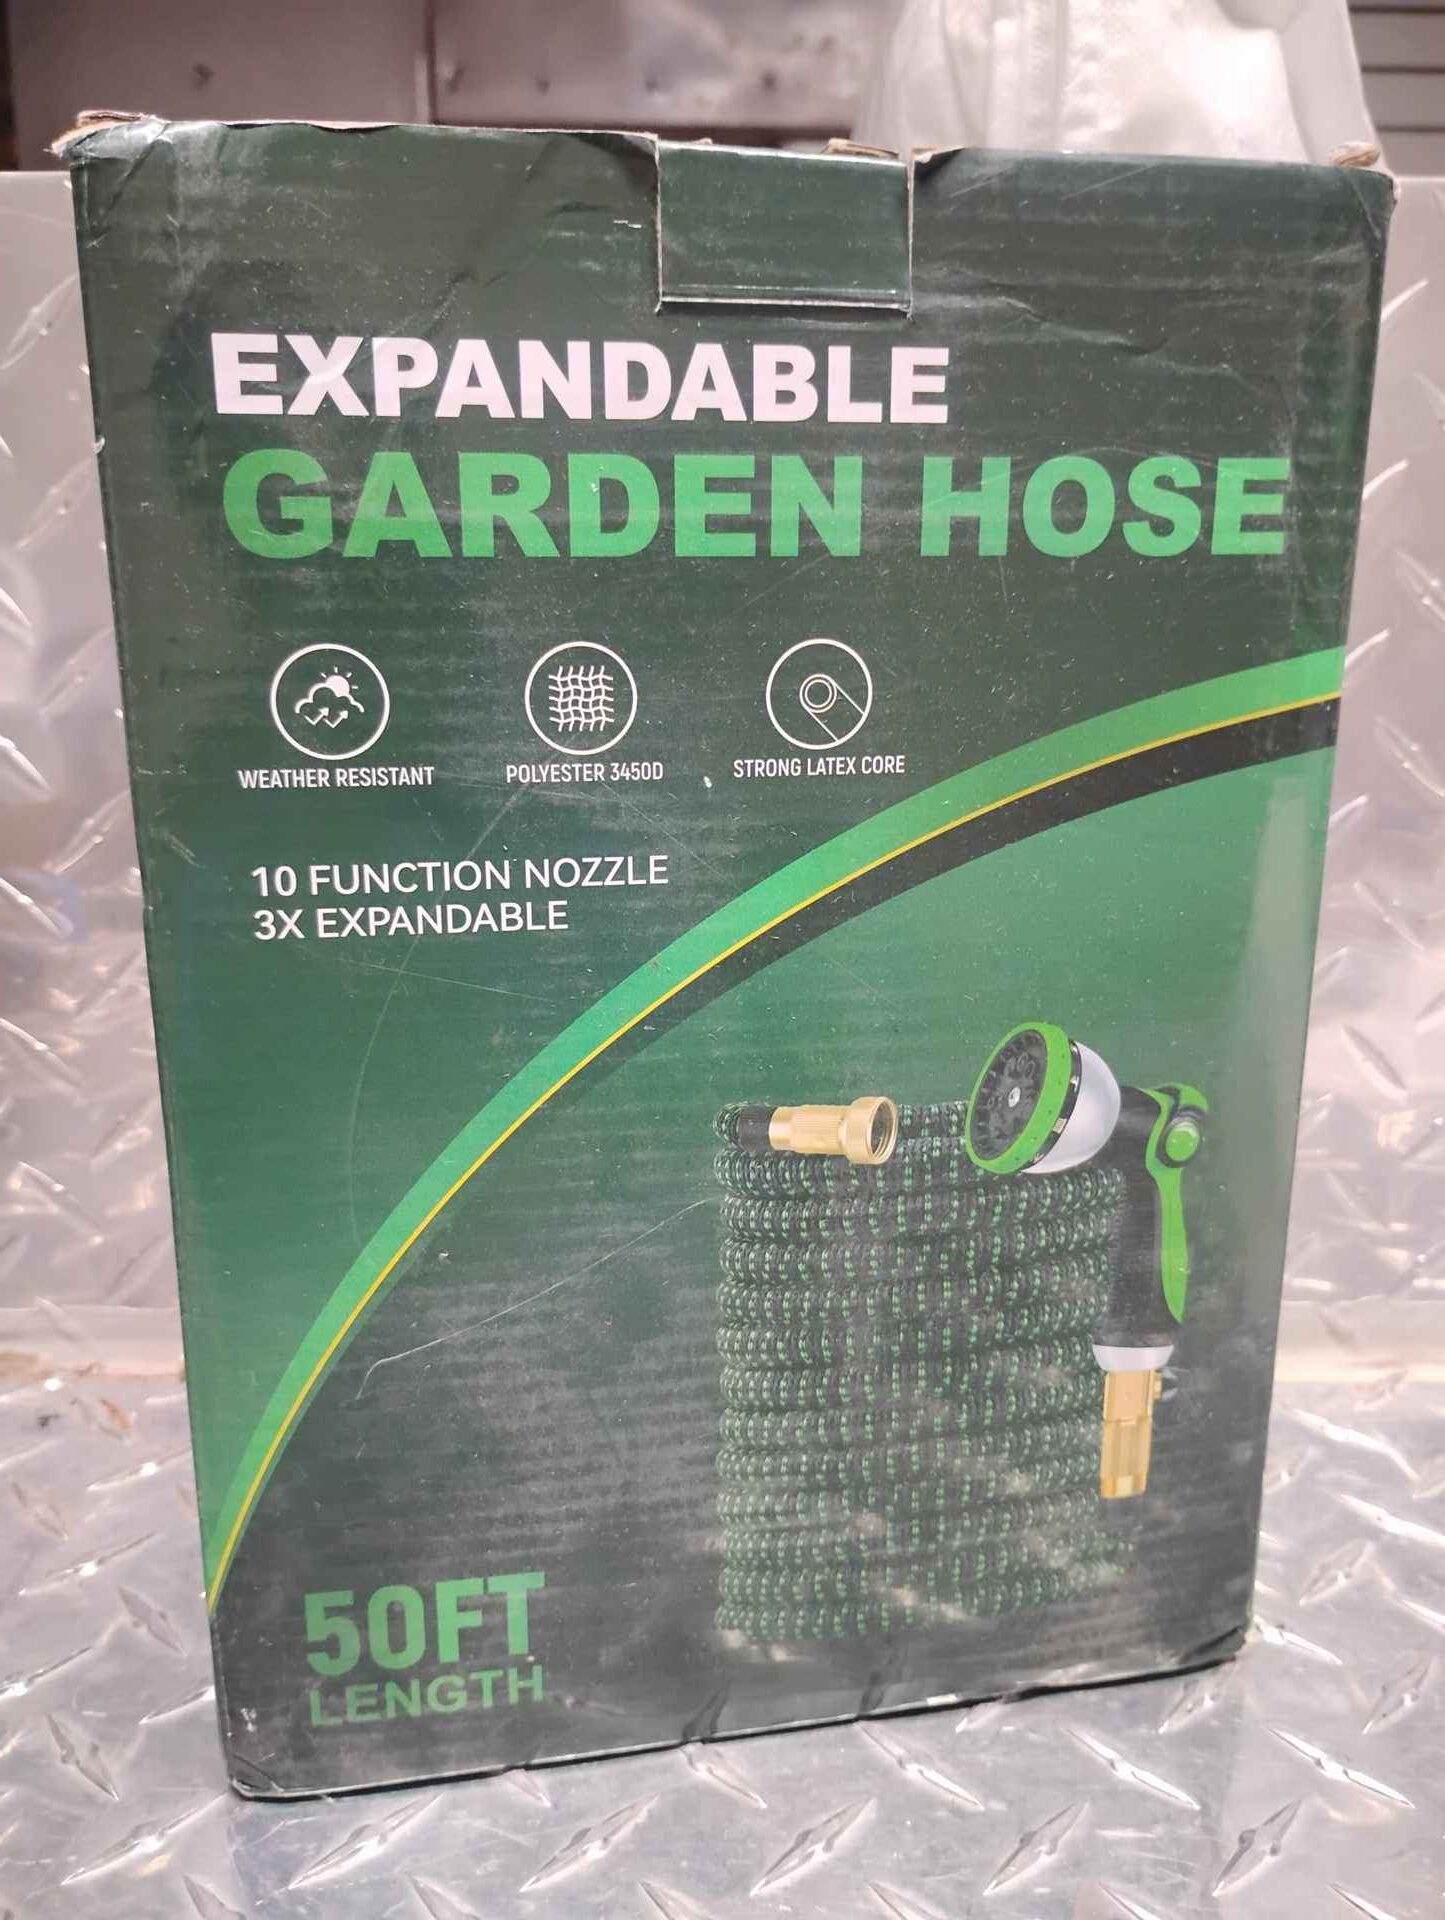 EXPANDABLE
GARDEN HOSE
WEATHER RESISTANT
POLYESTER 3450D
STRONG LATEX CORE
10 FUNCTION NOZZLE
3X EXPANDABLE
50FT
LENGTH